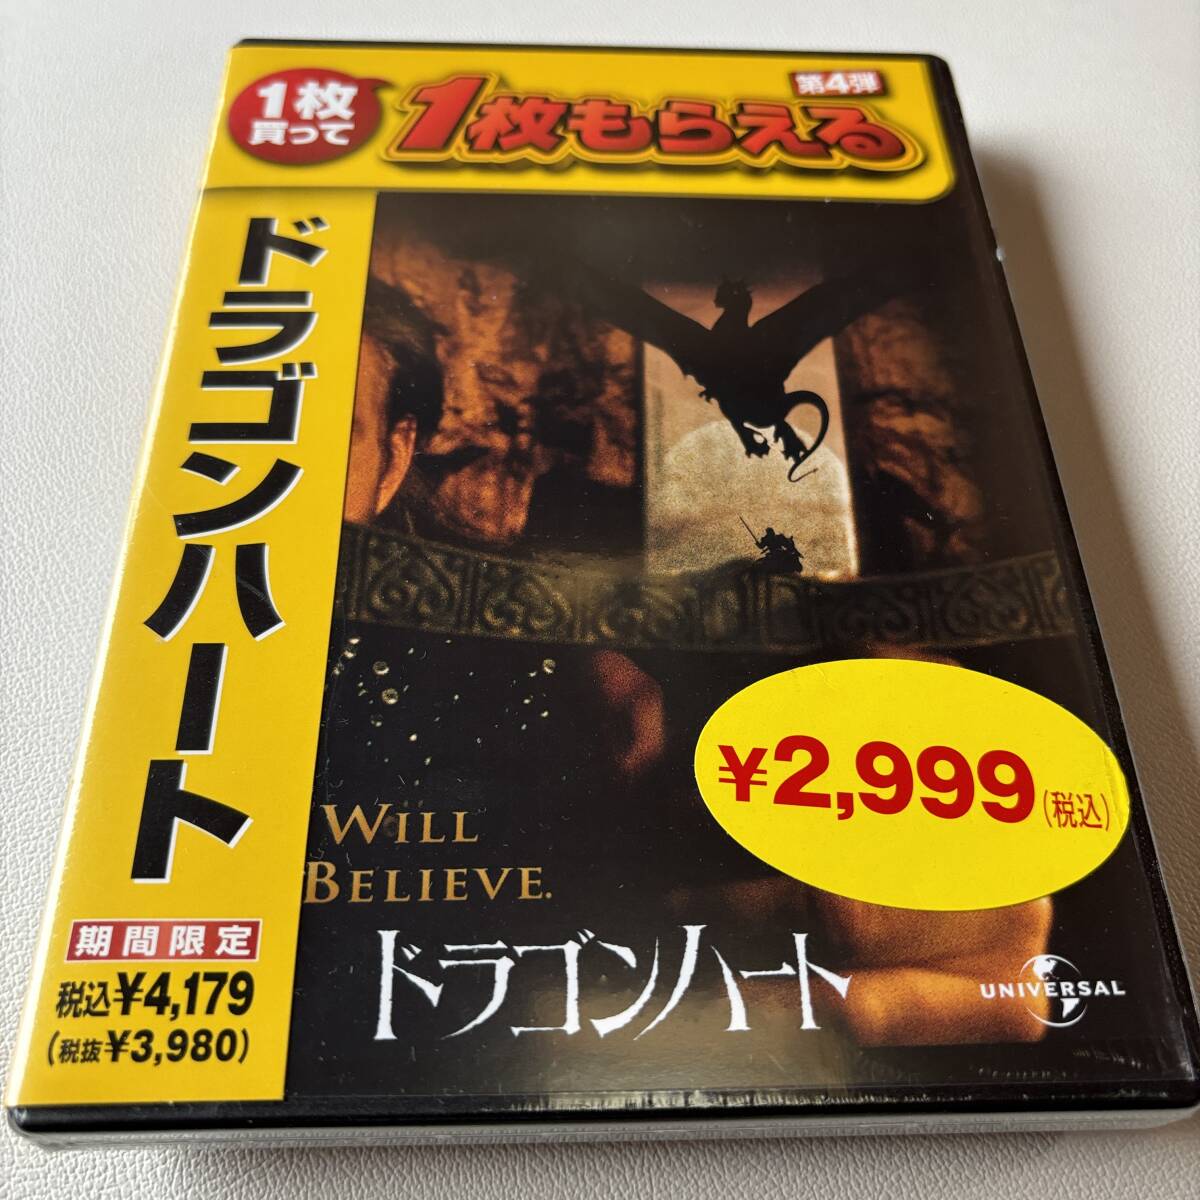 1枚
買って
1枚もらえる
第4弾
ドラゴンハート
期間限定
税込¥4,179
(税抜¥3,980)
WILL
BELIEVE.
¥2,999(税込)
ドラゴンハート
UNIVERSAL